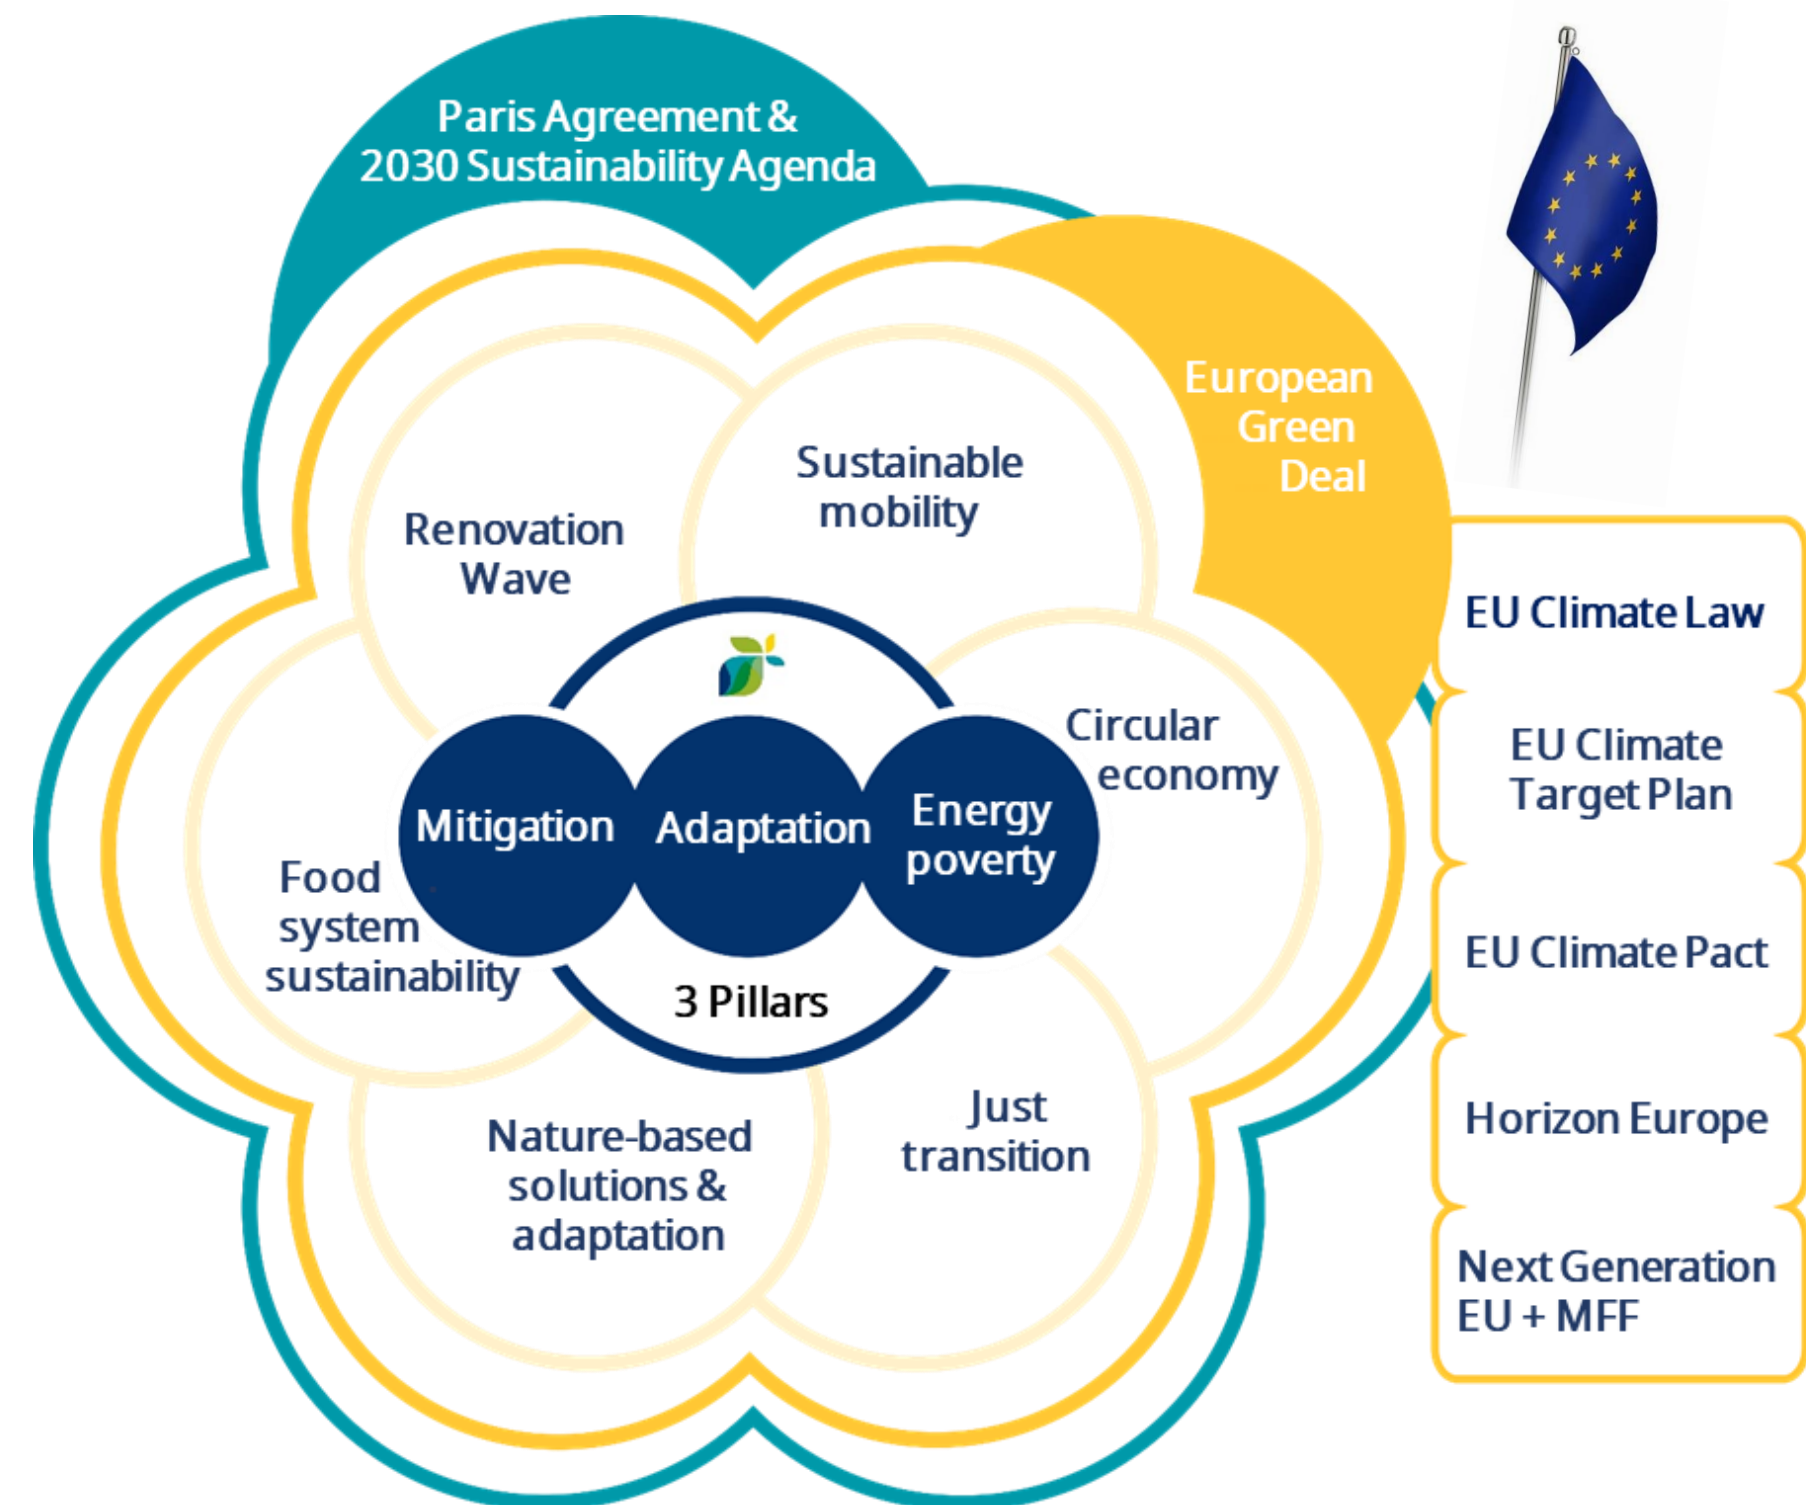 Paris Agreement &
2030 Sustainability Agenda
European
Green
Deal
Sustainable
mobility
Renovation
Wave
Circular
economy
Mitigation
Adaptation
Energy
poverty
Food
system
sustainability
3 Pillars
Just
transition
Nature-based
solutions &
adaptation
EU Climate Law
EU Climate
Target Plan
EU Climate Pact
Horizon Europe
Next Generation
EU + MFF